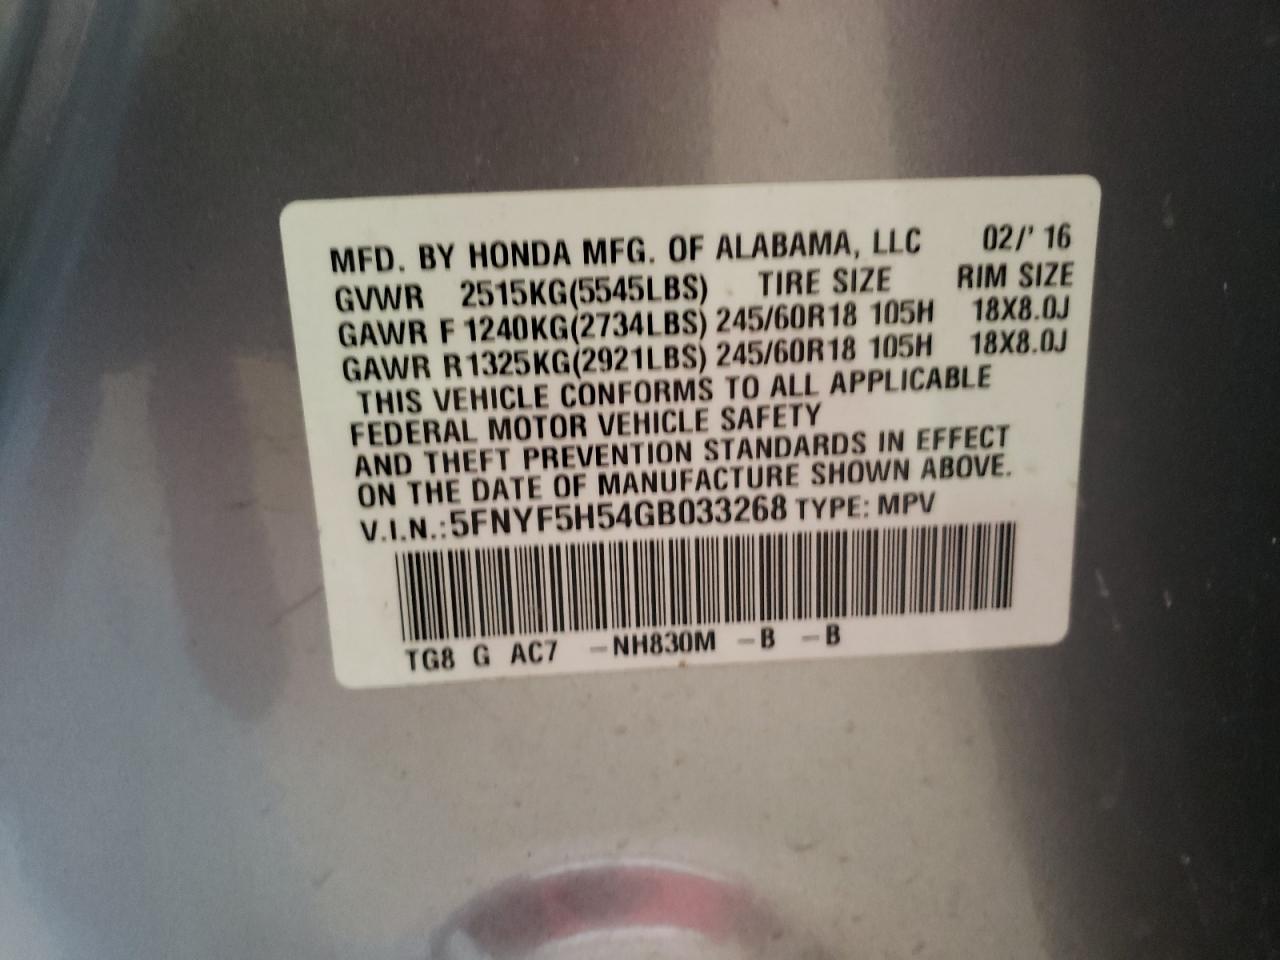 MFD. BY HONDA MFG. OF ALABAMA, LLC 02/' 16
GVWR 2515KG(5545LBS) TIRE SIZE RIM SIZE
GAWR F 1240KG(2734LBS) 245/60R18 105H 18X8.0J
GAWR R1325KG(2921LBS) 245/60R18 105H 18X8.0J
THIS VEHICLE CONFORMS TO ALL APPLICABLE
FEDERAL MOTOR VEHICLE SAFETY
AND THEFT PREVENTION STANDARDS IN EFFECT
ON THE DATE OF MANUFACTURE SHOWN ABOVE.
V.I.N.:5FNYF5H54GB033268 TYPE: MPV
TG8 G AC7 -NH830M -B -B